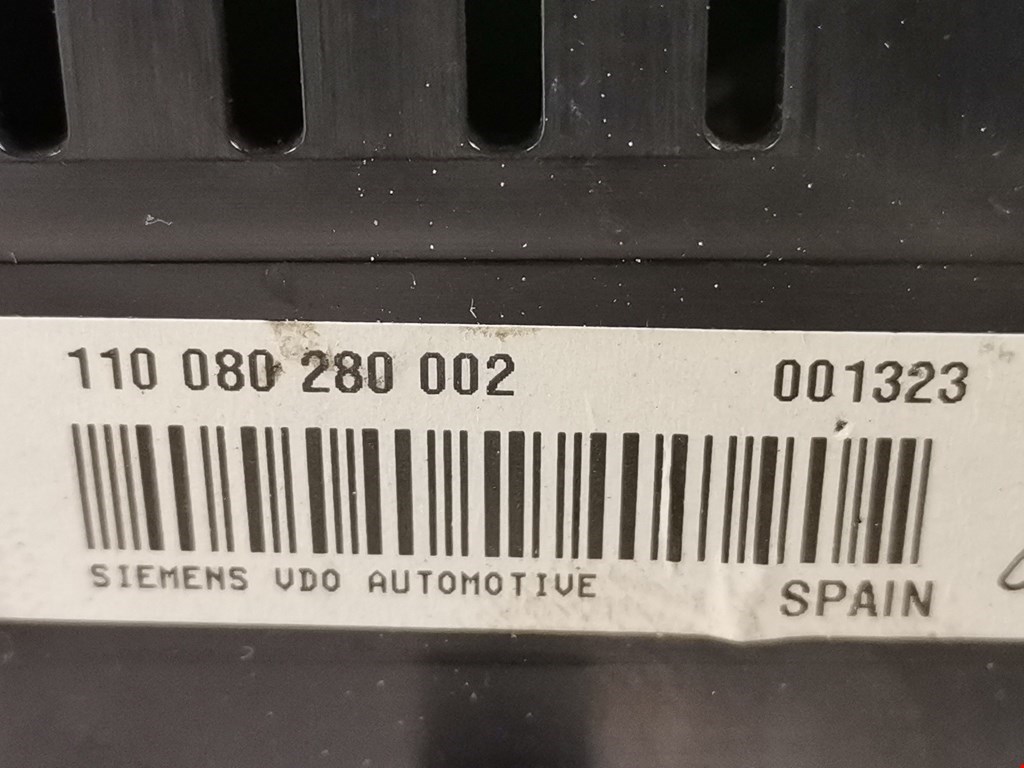 110 080 280 002 001323
SIEMENS VDO AUTOMOTIVE SPAIN